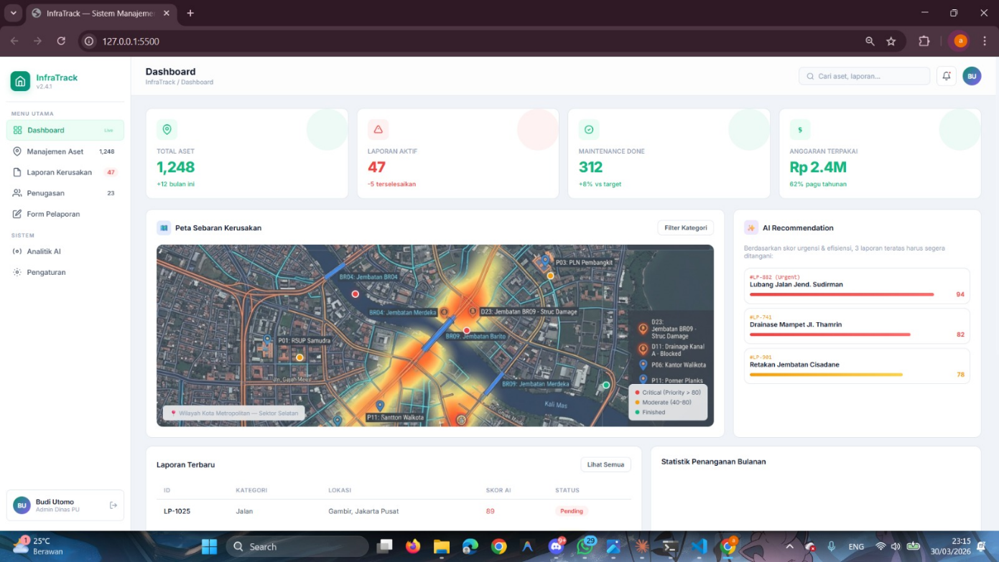 InfraTrack — Sistem Manajemen
127.0.0.1:5500
a
InfraTrack
v2.4.1
MENU UTAMA
Dashboard
Live
Manajemen Aset
1,248
Laporan Kerusakan
47
Penugasan
23
Form Pelaporan
SISTEM
Analitik AI
Pengaturan
BU
Budi Utomo
Admin Dinas PU
Dashboard
InfraTrack / Dashboard
Cari aset, laporan...
BU
TOTAL ASET
1,248
+12 bulan ini
LAPORAN AKTIF
47
-5 terselesaikan
MAINTENANCE DONE
312
+8% vs target
$
ANGGARAN TERPAKAI
Rp 2.4M
62% pagu tahunan
Peta Sebaran Kerusakan
Filter Kategori
P03: PLN Pembangkit
BR04: Jembatan BR04
BR04: Jembatan Merdeka
D23: Jembatan BR09 - Struc Damage
BR09: Jembatan Barito
P01: RSUP Samudra
BR09: Jembatan Merdeka
Kali Mas
P11: Santton Walkota
D23:
Jembatan
BR09 -
Struc Damage
D11: Drainage Kanal
A - Blocked
P06: Kantor Walikota
P11: Pomer Planks
Critical (Priority > 80)
Moderate (40-80)
Finished
Wilayah Kota Metropolitan — Sektor Selatan
AI Recommendation
Berdasarkan skor urgensi & efisiensi, 3 laporan teratas harus segera
ditangani:
#LP-882 (Urgent)
Lubang Jalan Jend. Sudirman
94
#LP-741
Drainase Mampet Jl. Thamrin
82
#LP-901
Retakan Jembatan Cisadane
78
Laporan Terbaru
Lihat Semua
ID KATEGORI LOKASI SKOR AI STATUS
LP-1025 Jalan Gambir, Jakarta Pusat 89 Pending
Statistik Penanganan Bulanan
1
25°C
Berawan
Search
9+
29
a
ENG
23:15
30/03/2026